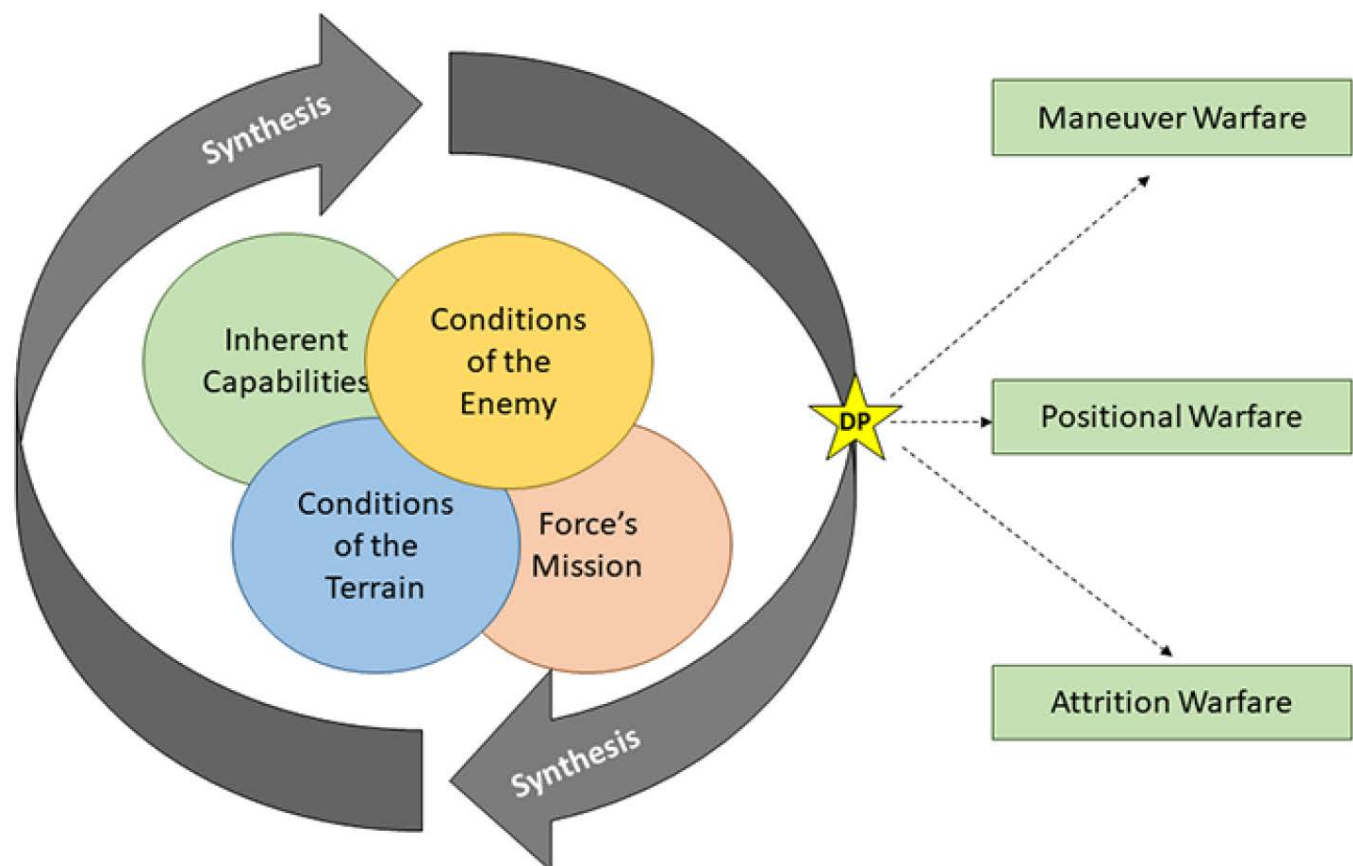 Synthesis
Inherent
Capabilities
Conditions
of the
Enemy
Conditions
of the
Terrain
Force’s
Mission
Synthesis
DP
Maneuver Warfare
Positional Warfare
Attrition Warfare